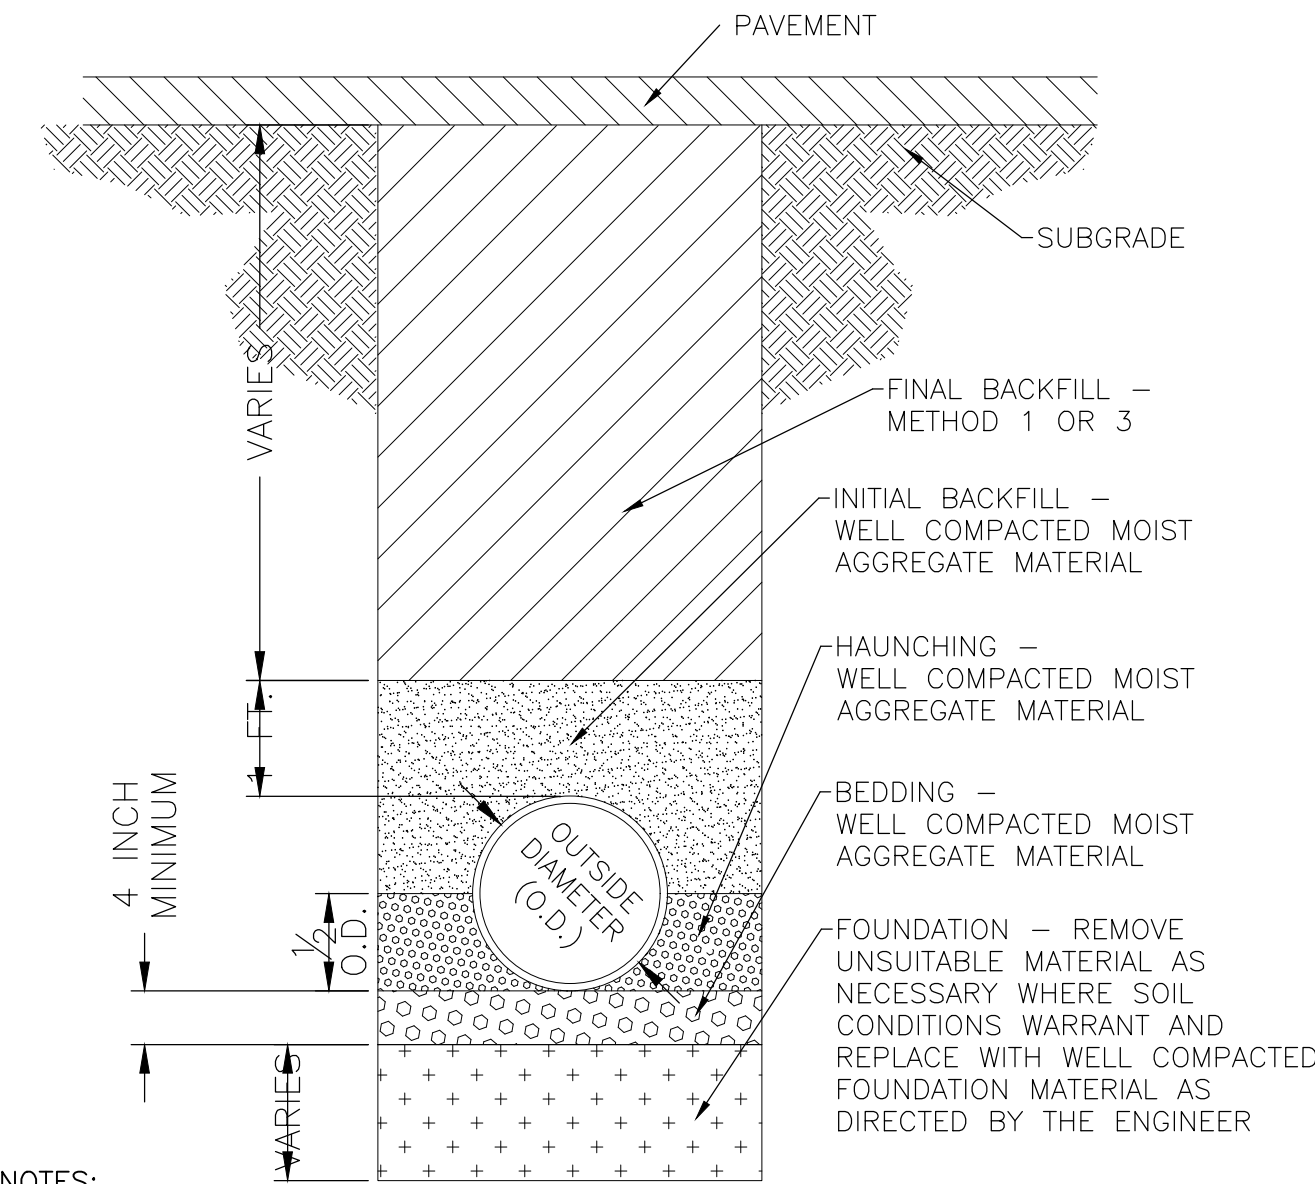 PAVEMENT
SUBGRADE
VARIES
FINAL BACKFILL –
METHOD 1 OR 3
INITIAL BACKFILL –
WELL COMPACTED MOIST
AGGREGATE MATERIAL
HAUNCHING –
WELL COMPACTED MOIST
AGGREGATE MATERIAL
1 FT.
4 INCH
MINIMUM
BEDDING –
WELL COMPACTED MOIST
AGGREGATE MATERIAL
OUTSIDE
DIAMETER
(O.D.)
1/2
O.D.
FOUNDATION – REMOVE
UNSUITABLE MATERIAL AS
NECESSARY WHERE SOIL
CONDITIONS WARRANT AND
REPLACE WITH WELL COMPACTED
FOUNDATION MATERIAL AS
DIRECTED BY THE ENGINEER
VARIES
NOTES: